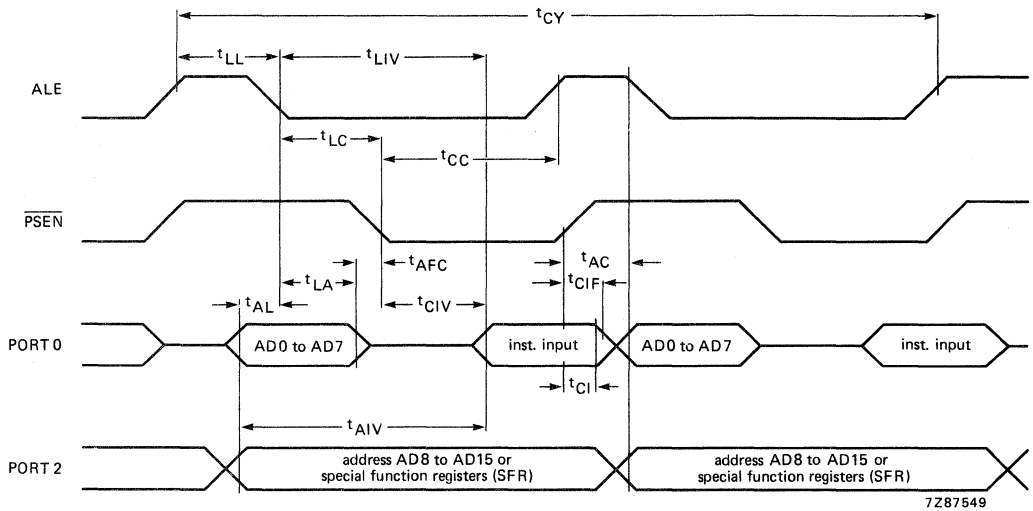 tCY
tLL
tLIV
ALE
tLC
tCC
PSEN
tAFC
tAC
tLA
tCIF
tAL
tCIV
PORT 0
AD0 to AD7
inst. input
AD0 to AD7
inst. input
tCI
tAIV
PORT 2
address AD8 to AD15 or
special function registers (SFR)
address AD8 to AD15 or
special function registers (SFR)
7Z87549